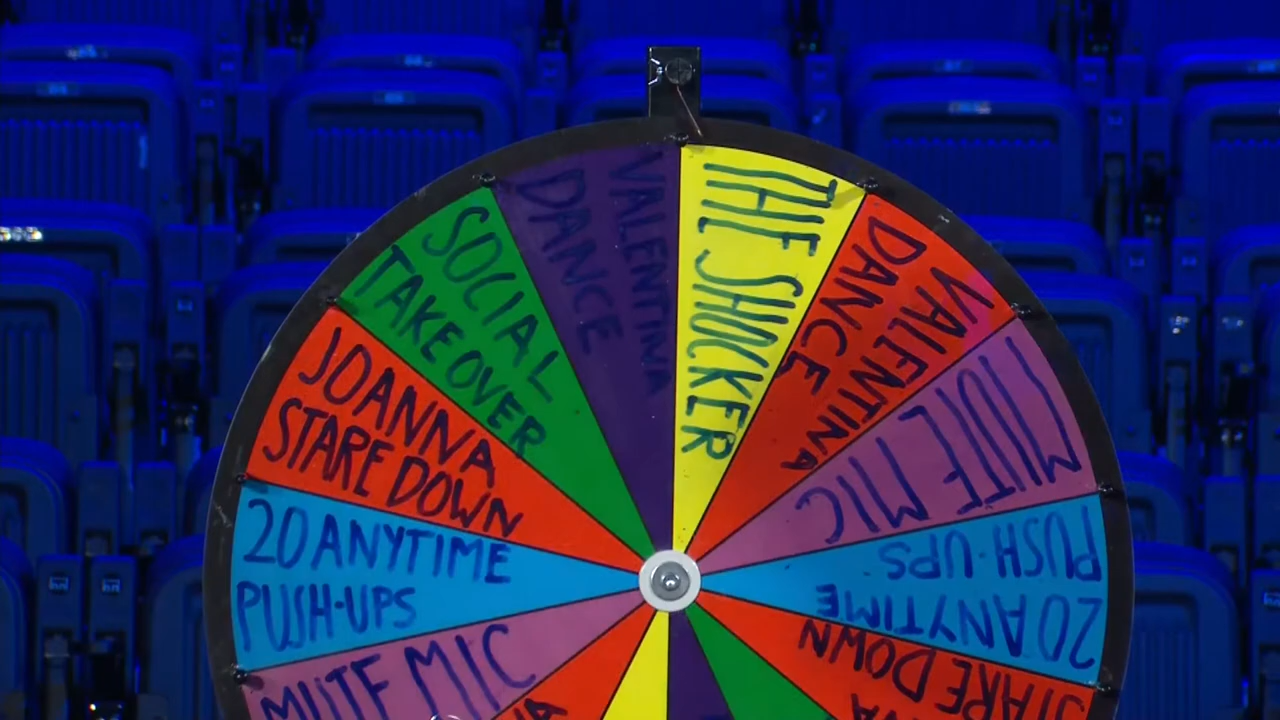 SOCIAL
TAKE OVER
VALENTINA
DANCE
THE SHOCKER
VALENTINA
DANCE
MUTE MIC
JOANNA
STARE DOWN
20 ANYTIME
PUSH-UPS
20 ANYTIME
PUSH-UPS
MUTE MIC
STARE DOWN